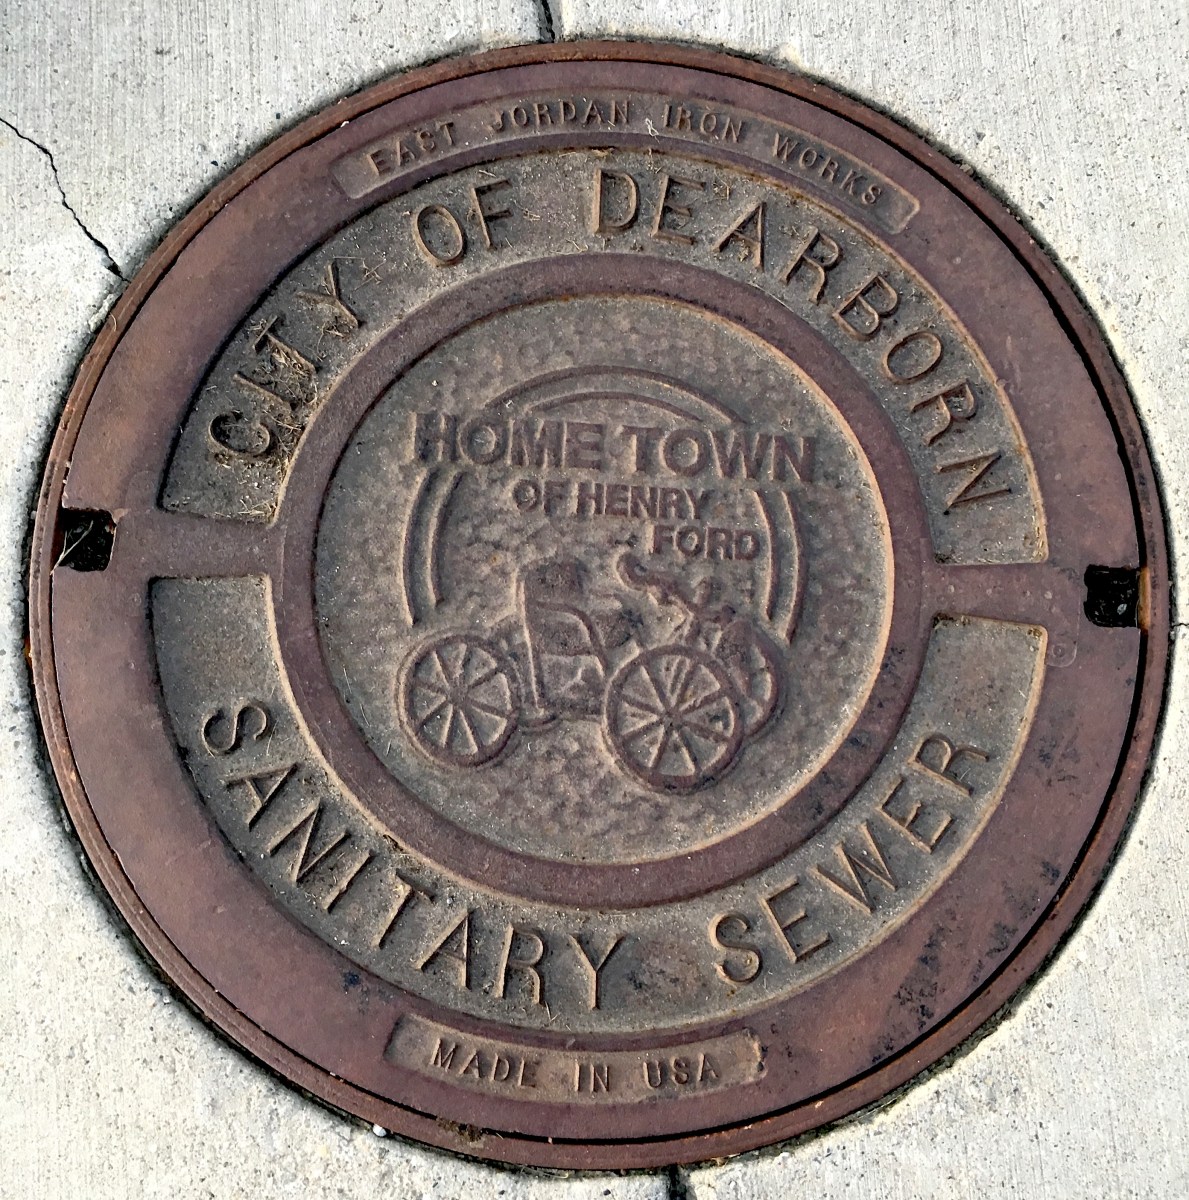 EAST JORDAN IRON WORKS
CITY OF DEARBORN
HOME TOWN
OF HENRY
FORD
SANITARY SEWER
MADE IN USA